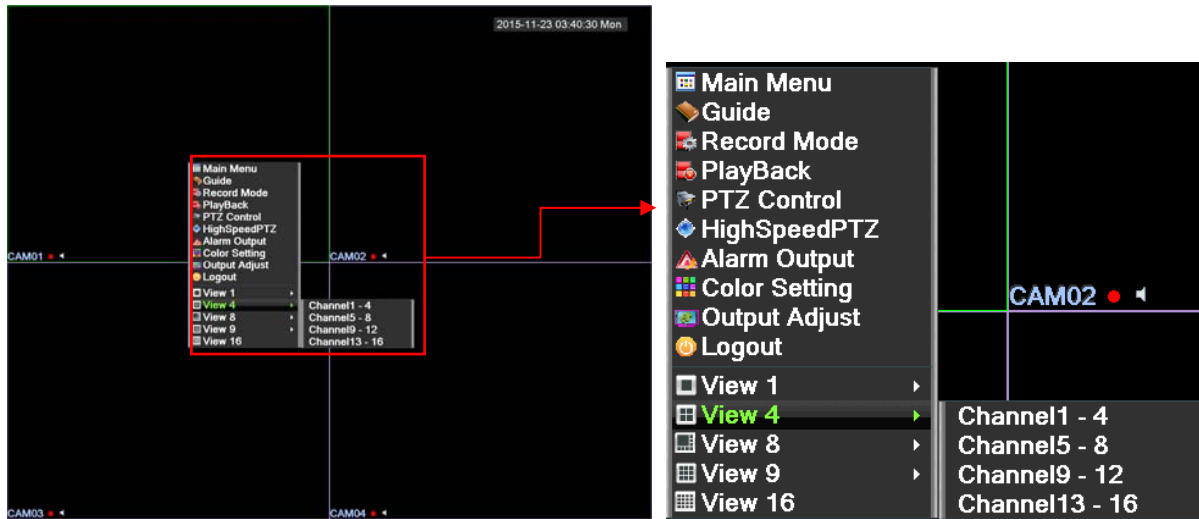 2015-11-23 03:40:30 Mon
Main Menu
Guide
Record Mode
PlayBack
PTZ Control
HighSpeedPTZ
Alarm Output
Color Setting
Output Adjust
Logout
View 1
View 4
View 8
View 9
View 16
Channel1 - 4
Channel5 - 8
Channel9 - 12
Channel13 - 16
CAM01
CAM02
CAM03
CAM04
Main Menu
Guide
Record Mode
PlayBack
PTZ Control
HighSpeedPTZ
Alarm Output
Color Setting
Output Adjust
Logout
View 1
View 4
View 8
View 9
View 16
Channel1 - 4
Channel5 - 8
Channel9 - 12
Channel13 - 16
CAM02